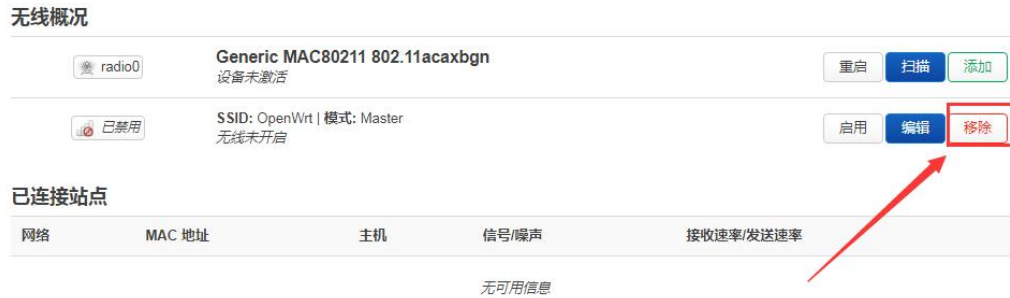 无线概况
radio0
Generic MAC80211 802.11acaxbgn
设备未激活
重启 扫描 添加
已禁用
SSID: OpenWrt | 模式: Master
无线未开启
启用 编辑 移除
已连接站点
网络 MAC 地址 主机 信号/噪声 接收速率/发送速率
无可用信息